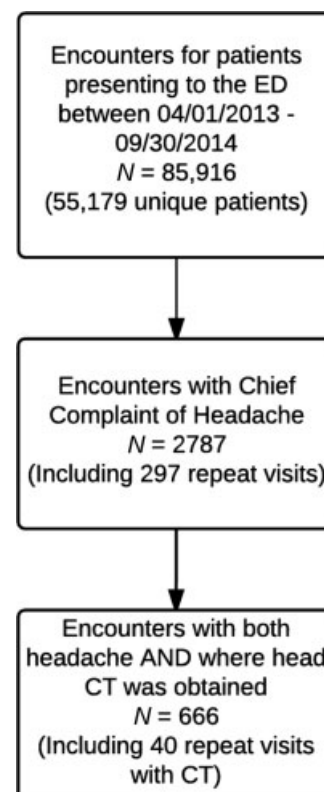 Encounters for patients
presenting to the ED
between 04/01/2013 -
09/30/2014
N = 85,916
(55,179 unique patients)
Encounters with Chief
Complaint of Headache
N = 2787
(Including 297 repeat visits)
Encounters with both
headache AND where head
CT was obtained
N = 666
(Including 40 repeat visits
with CT)